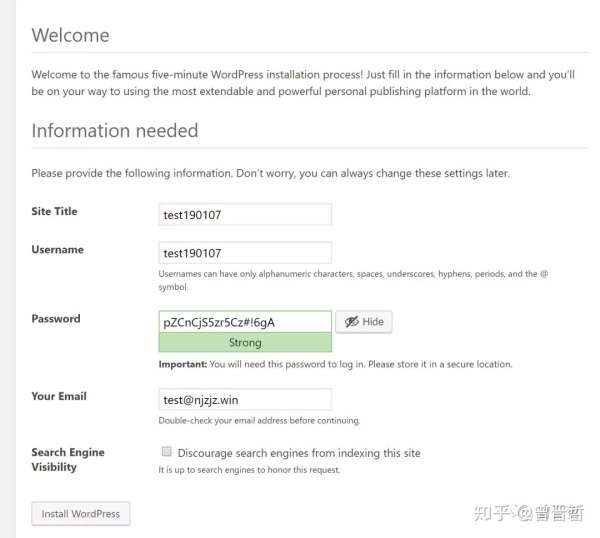 Welcome
Welcome to the famous five-minute WordPress installation process! Just fill in the information below and you'll
be on your way to using the most extendable and powerful personal publishing platform in the world.
Information needed
Please provide the following information. Don't worry, you can always change these settings later.
Site Title
test190107
Username
test190107
Usernames can have only alphanumeric characters, spaces, underscores, hyphens, periods, and the @
symbol.
Password
pZCnCjS5zr5Cz#!6gA
Hide
Strong
Important: You will need this password to log in. Please store it in a secure location.
Your Email
test@njzjz.win
Double-check your email address before continuing.
Search Engine
Visibility
Discourage search engines from indexing this site
It is up to search engines to honor this request.
Install WordPress
知乎 @曾晋哲